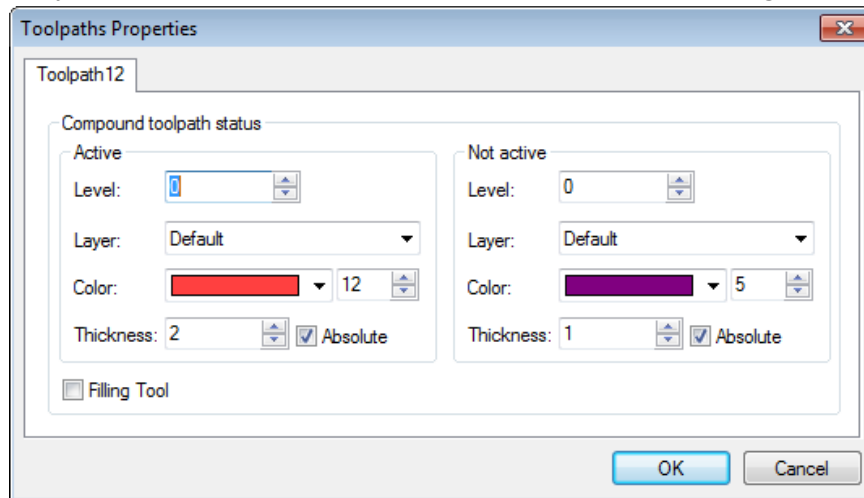 Toolpaths Properties
Toolpath12
Compound toolpath status
Active
Level: 0
Layer: Default
Color: 12
Thickness: 2 Absolute
Not active
Level: 0
Layer: Default
Color: 5
Thickness: 1 Absolute
Filling Tool
OK Cancel